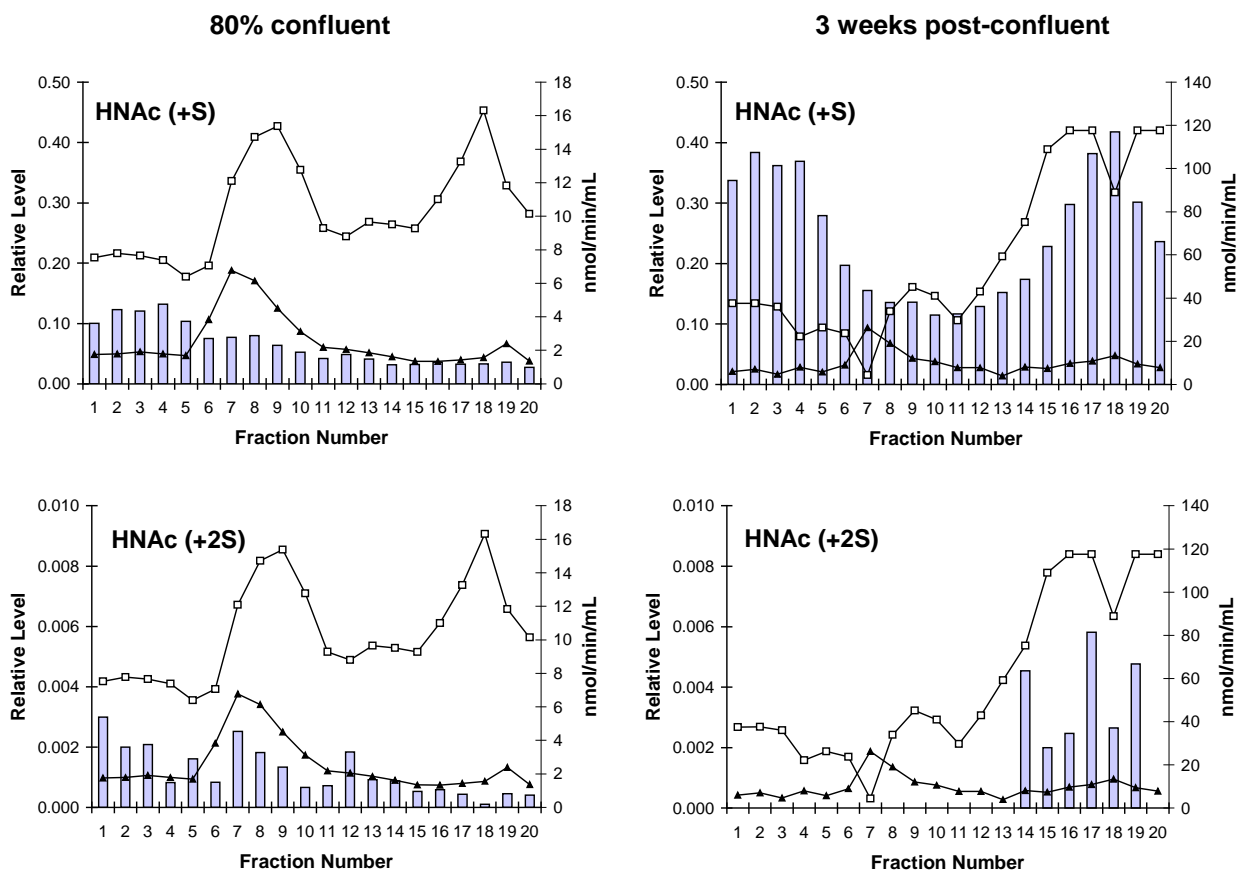 80% confluent
3 weeks post-confluent
HNAc (+S)
Relative Level
0.50
0.40
0.30
0.20
0.10
0.00
18
16
14
12
10
8
6
4
2
0
nmol/min/mL
1 2 3 4 5 6 7 8 9 10 11 12 13 14 15 16 17 18 19 20
Fraction Number
HNAc (+S)
Relative Level
0.50
0.40
0.30
0.20
0.10
0.00
140
120
100
80
60
40
20
0
nmol/min/mL
1 2 3 4 5 6 7 8 9 10 11 12 13 14 15 16 17 18 19 20
Fraction Number
HNAc (+2S)
Relative Level
0.010
0.008
0.006
0.004
0.002
0.000
18
16
14
12
10
8
6
4
2
0
nmol/min/mL
1 2 3 4 5 6 7 8 9 10 11 12 13 14 15 16 17 18 19 20
Fraction Number
HNAc (+2S)
Relative Level
0.010
0.008
0.006
0.004
0.002
0.000
140
120
100
80
60
40
20
0
nmol/min/mL
1 2 3 4 5 6 7 8 9 10 11 12 13 14 15 16 17 18 19 20
Fraction Number